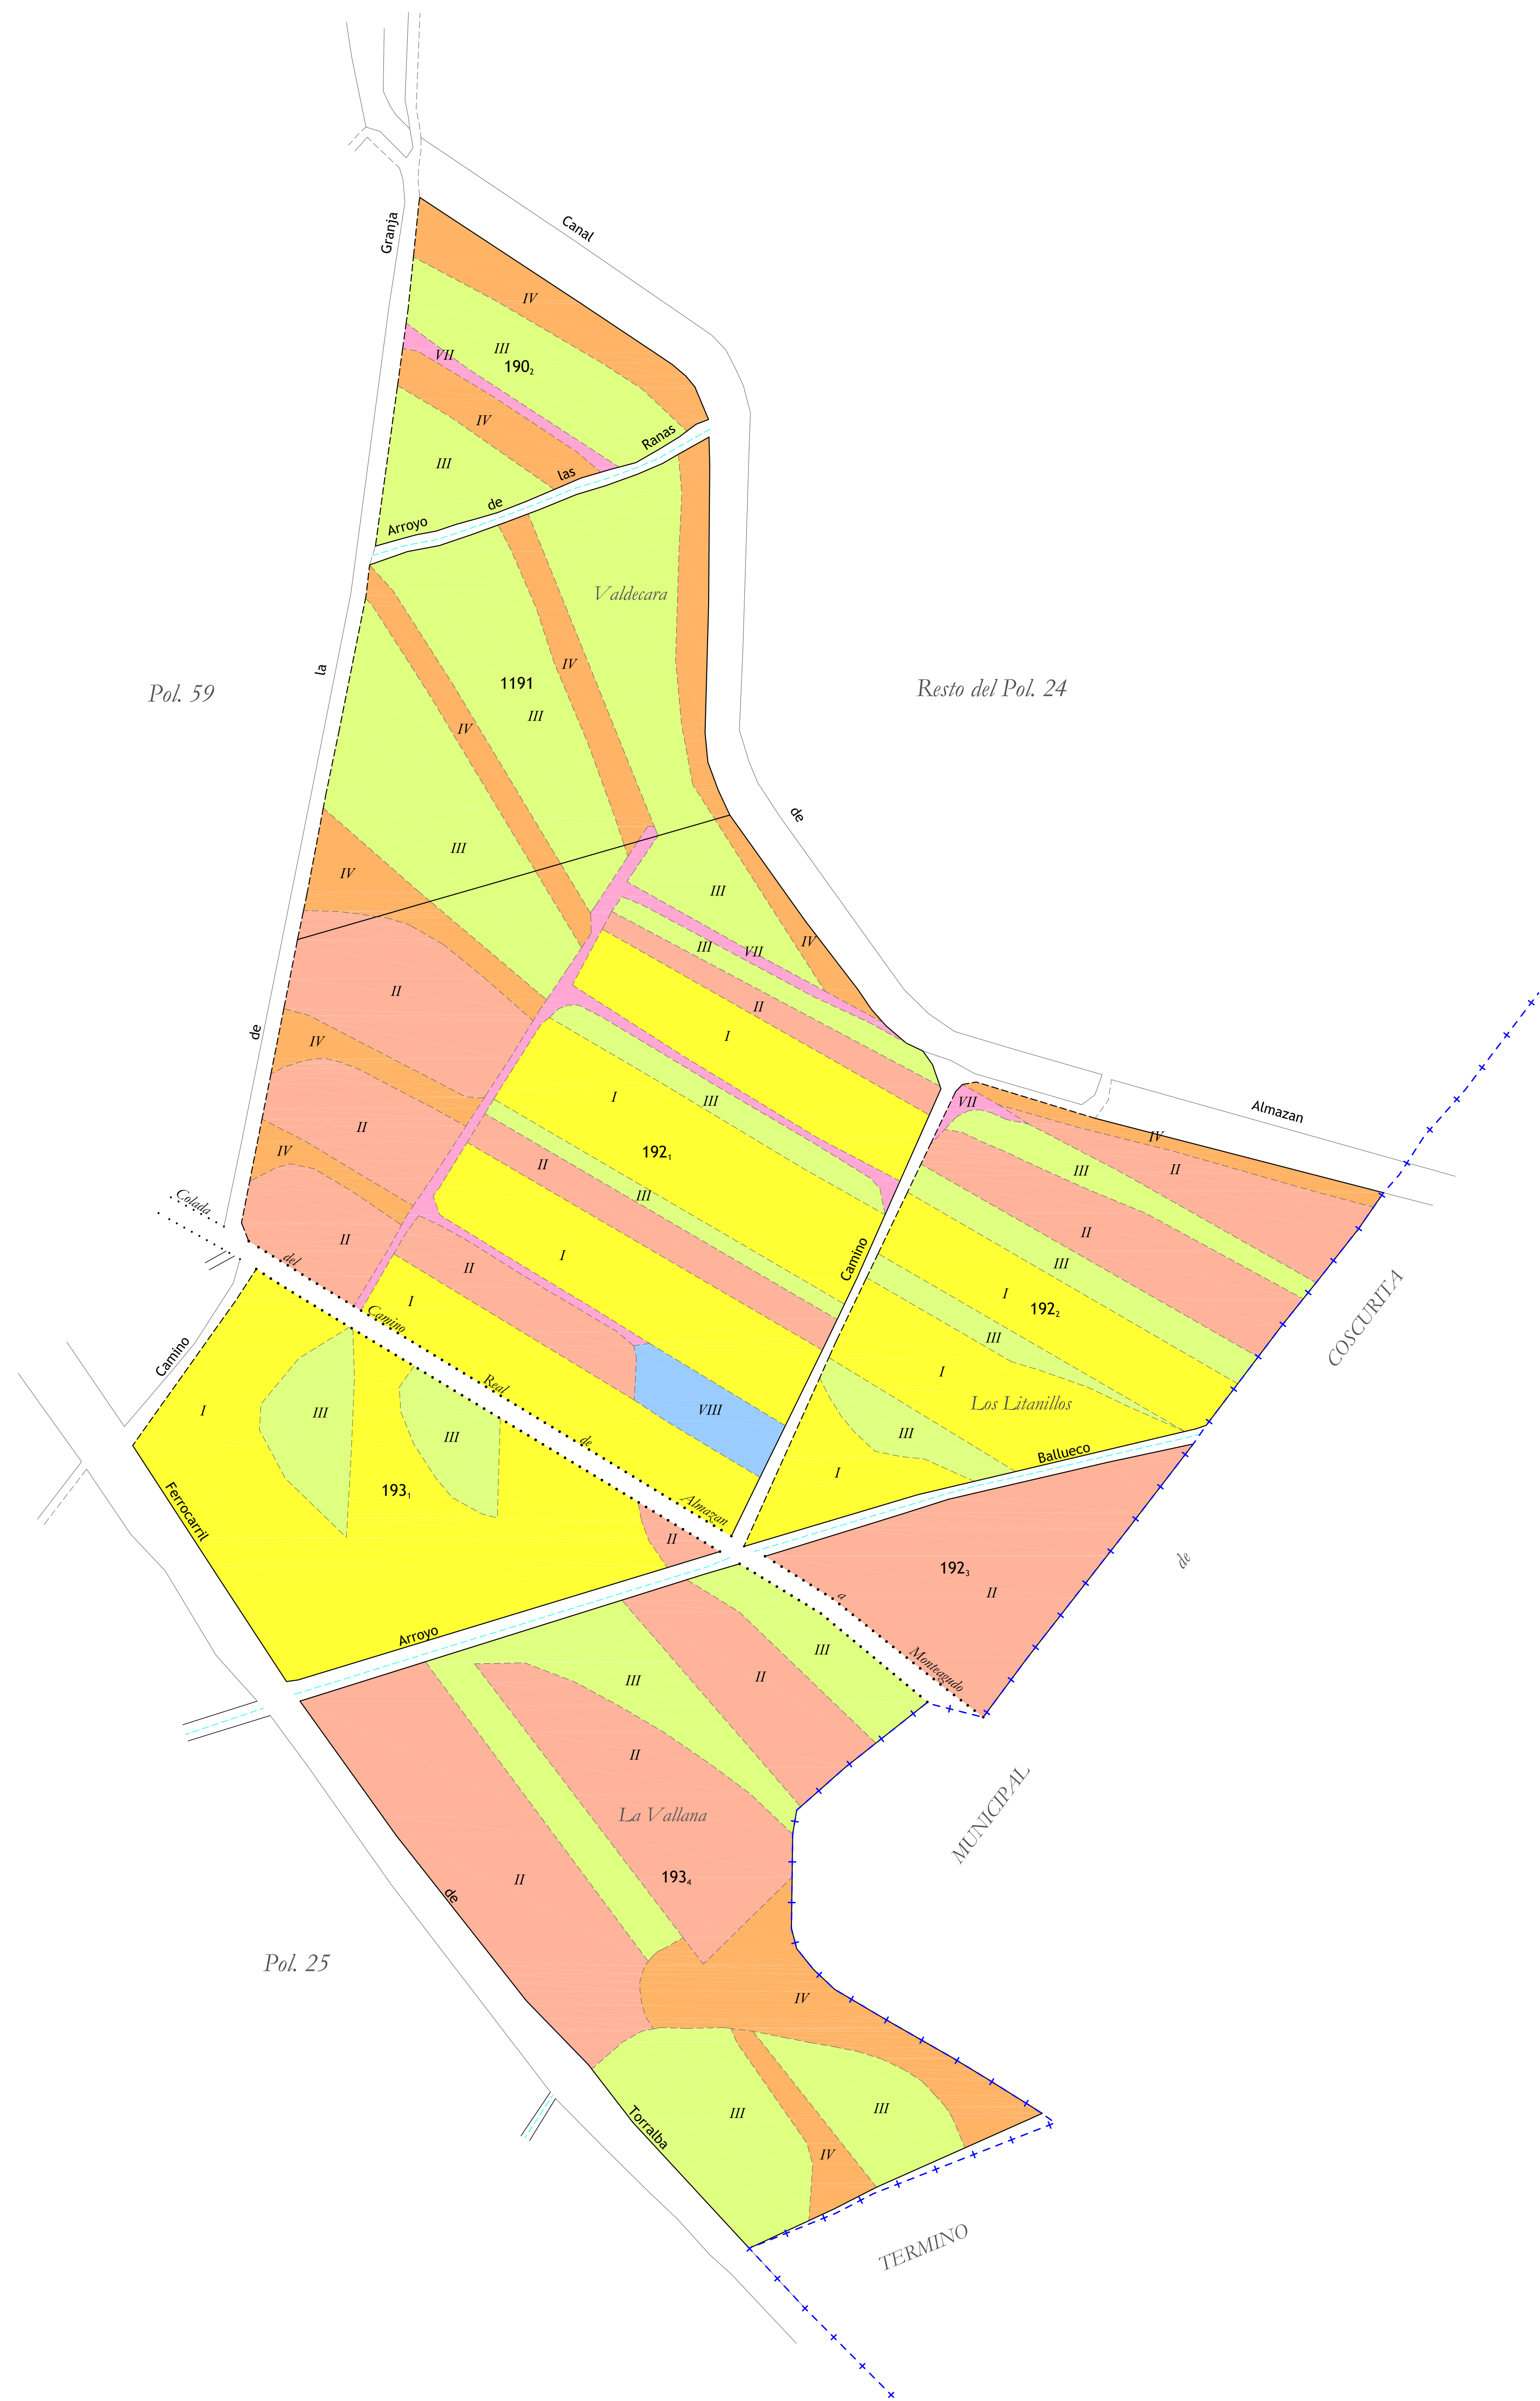 Canal
Granja
IV
III
VII
190₂
IV
Ranas
III
las
de
Arroyo
Valdecara
IV
la
Pol. 59
1191
Resto del Pol. 24
III
IV
de
III
IV
III
IV
III
VII
II
II
I
de
IV
I
III
VII
Almazan
II
IV
192₁
IV
II
III
II
III
Colada
II
III
II
del
I
II
Camino
III
I
192₂
I
Camino
III
COSCURITA
Camino
Real
I
I
III
VIII
Los Litanillos
III
III
de
Ballueco
193₁
I
Ferrocarril
Almazan
II
192₃
de
II
a
Arroyo
III
II
III
Monteagudo
II
La Vallana
MUNICIPAL
II
193₄
de
Pol. 25
IV
III
III
Torralba
IV
TERMINO